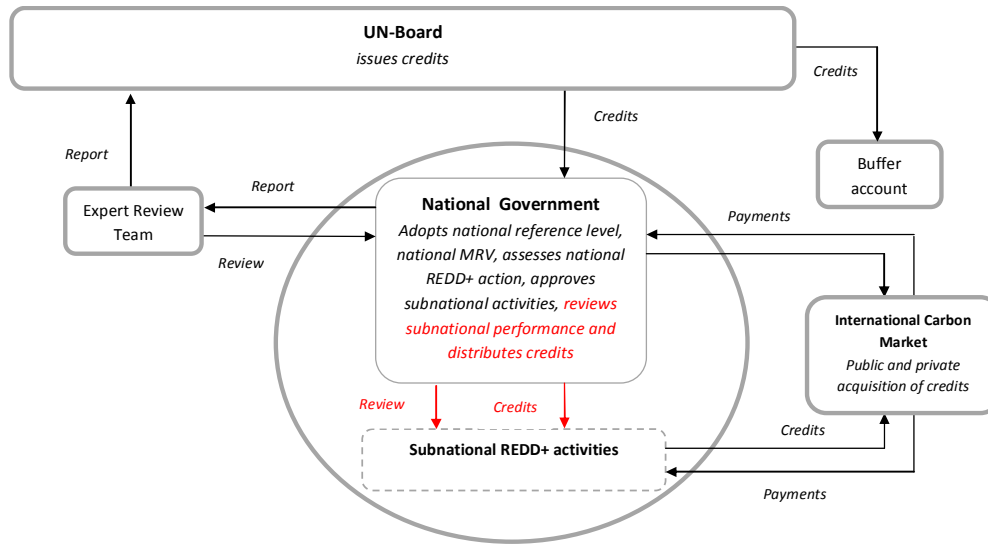 UN-Board
issues credits
Credits
Credits
Report
Buffer
account
Report
Expert Review
Team
Review
National Government
Adopts national reference level,
national MRV, assesses national
REDD+ action, approves
subnational activities, reviews
subnational performance and
distributes credits
Payments
International Carbon
Market
Public and private
acquisition of credits
Review
Credits
Subnational REDD+ activities
Credits
Payments